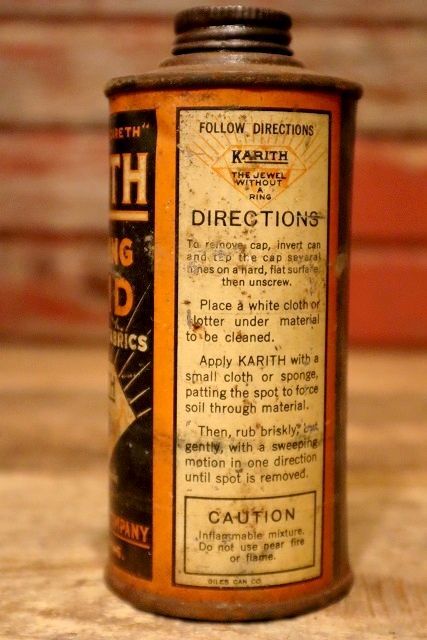 FOLLOW DIRECTIONS
KARITH
THE JEWEL
WITHOUT
A
RING
DIRECTIONS
To remove cap, invert can
and tap the cap several
times on a hard, flat surface
then unscrew.
Place a white cloth or
blotter under material
to be cleaned.
Apply KARITH with a
small cloth or sponge,
patting the spot to force
soil through material.
Then, rub briskly, but
gently, with a sweeping
motion in one direction
until spot is removed.
CAUTION
Inflammable mixture.
Do not use near fire
or flame.
GILES CAN CO.
ETH"
TH
NG
D
ABRICS
MPANY